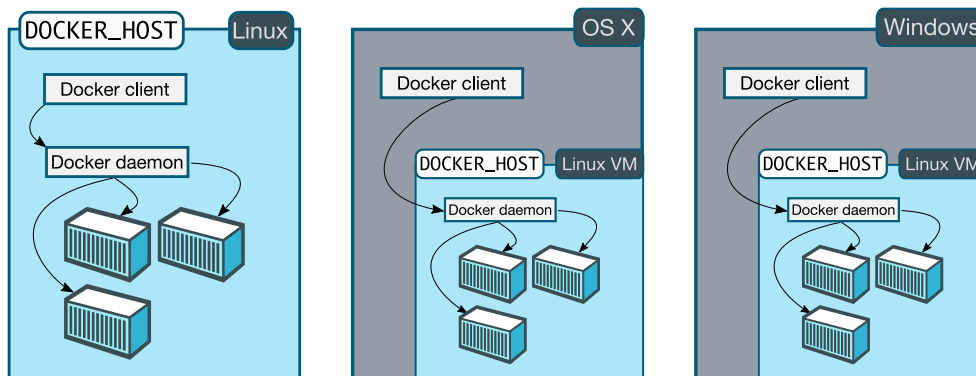 DOCKER_HOST Linux
Docker client
Docker daemon
OS X
Docker client
DOCKER_HOST Linux VM
Docker daemon
Windows
Docker client
DOCKER_HOST Linux VM
Docker daemon